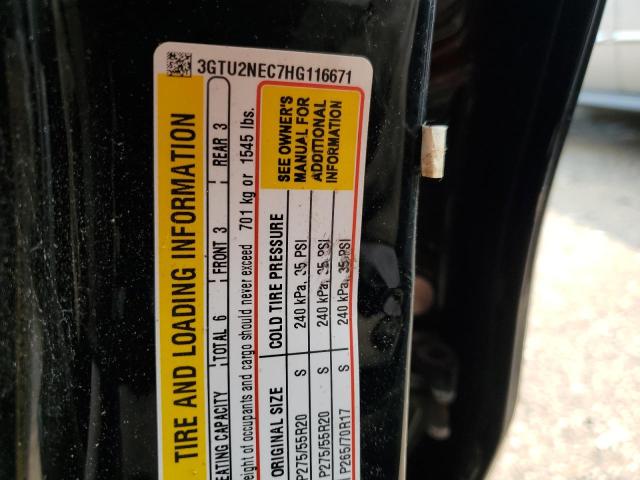 3GTU2NEC7HG116671
TIRE AND LOADING INFORMATION
EATING CAPACITY TOTAL 6 FRONT 3 REAR 3
eight of occupants and cargo should never exceed 701 kg or 1545 lbs.
ORIGINAL SIZE COLD TIRE PRESSURE
SEE OWNER'S
MANUAL FOR
ADDITIONAL
INFORMATION
P275/55R20 S 240 kPa, 35 PSI
P275/55R20 S 240 kPa, 35 PSI
P265/70R17 S 240 kPa, 35 PSI